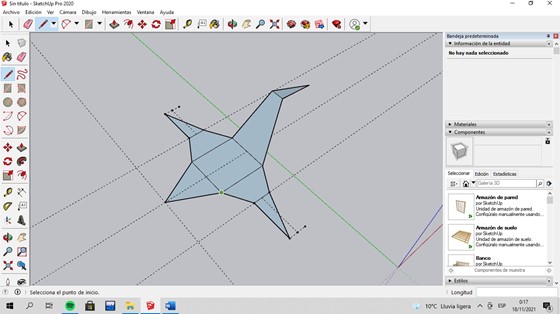 Sin título - SketchUp Pro 2020
Archivo Edición Ver Cámara Dibujo Herramientas Ventana Ayuda
Bandeja predeterminada
Información de la entidad
No hay nada seleccionado
Materiales
Componentes
Seleccionar Edición Estadísticas
Galería 3D
Armazón de pared
por SketchUp
Unidad de armazón de pared.
Configúralo manualmente usando...
Armazón de suelo
por SketchUp
Unidad de armazón de suelo.
Configúralo manualmente usando...
Banco
por SketchUp
Componentes de muestra
Estilos
Selecciona el punto de inicio.
Longitud
10°C Lluvia ligera
ESP
0:17
18/11/2021